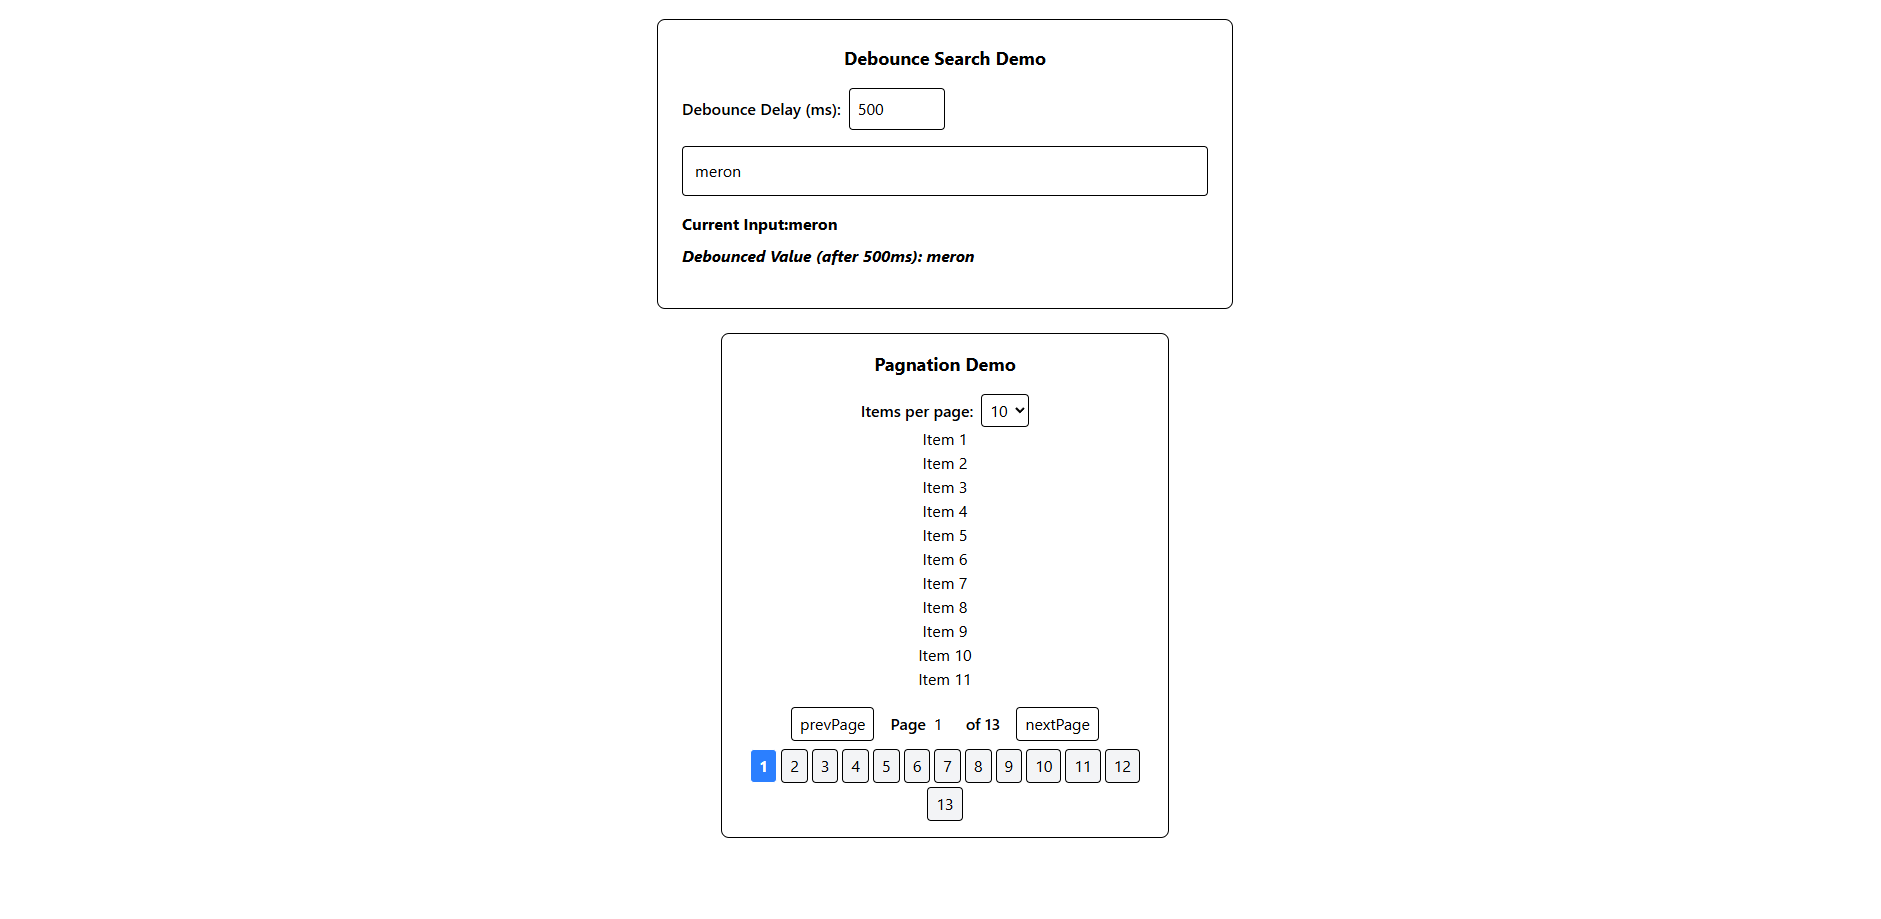 Debounce Search Demo
Debounce Delay (ms): 500
meron
Current Input:meron
Debounced Value (after 500ms): meron
Pagnation Demo
Items per page: 10
Item 1
Item 2
Item 3
Item 4
Item 5
Item 6
Item 7
Item 8
Item 9
Item 10
Item 11
prevPage Page 1 of 13 nextPage
1 2 3 4 5 6 7 8 9 10 11 12
13